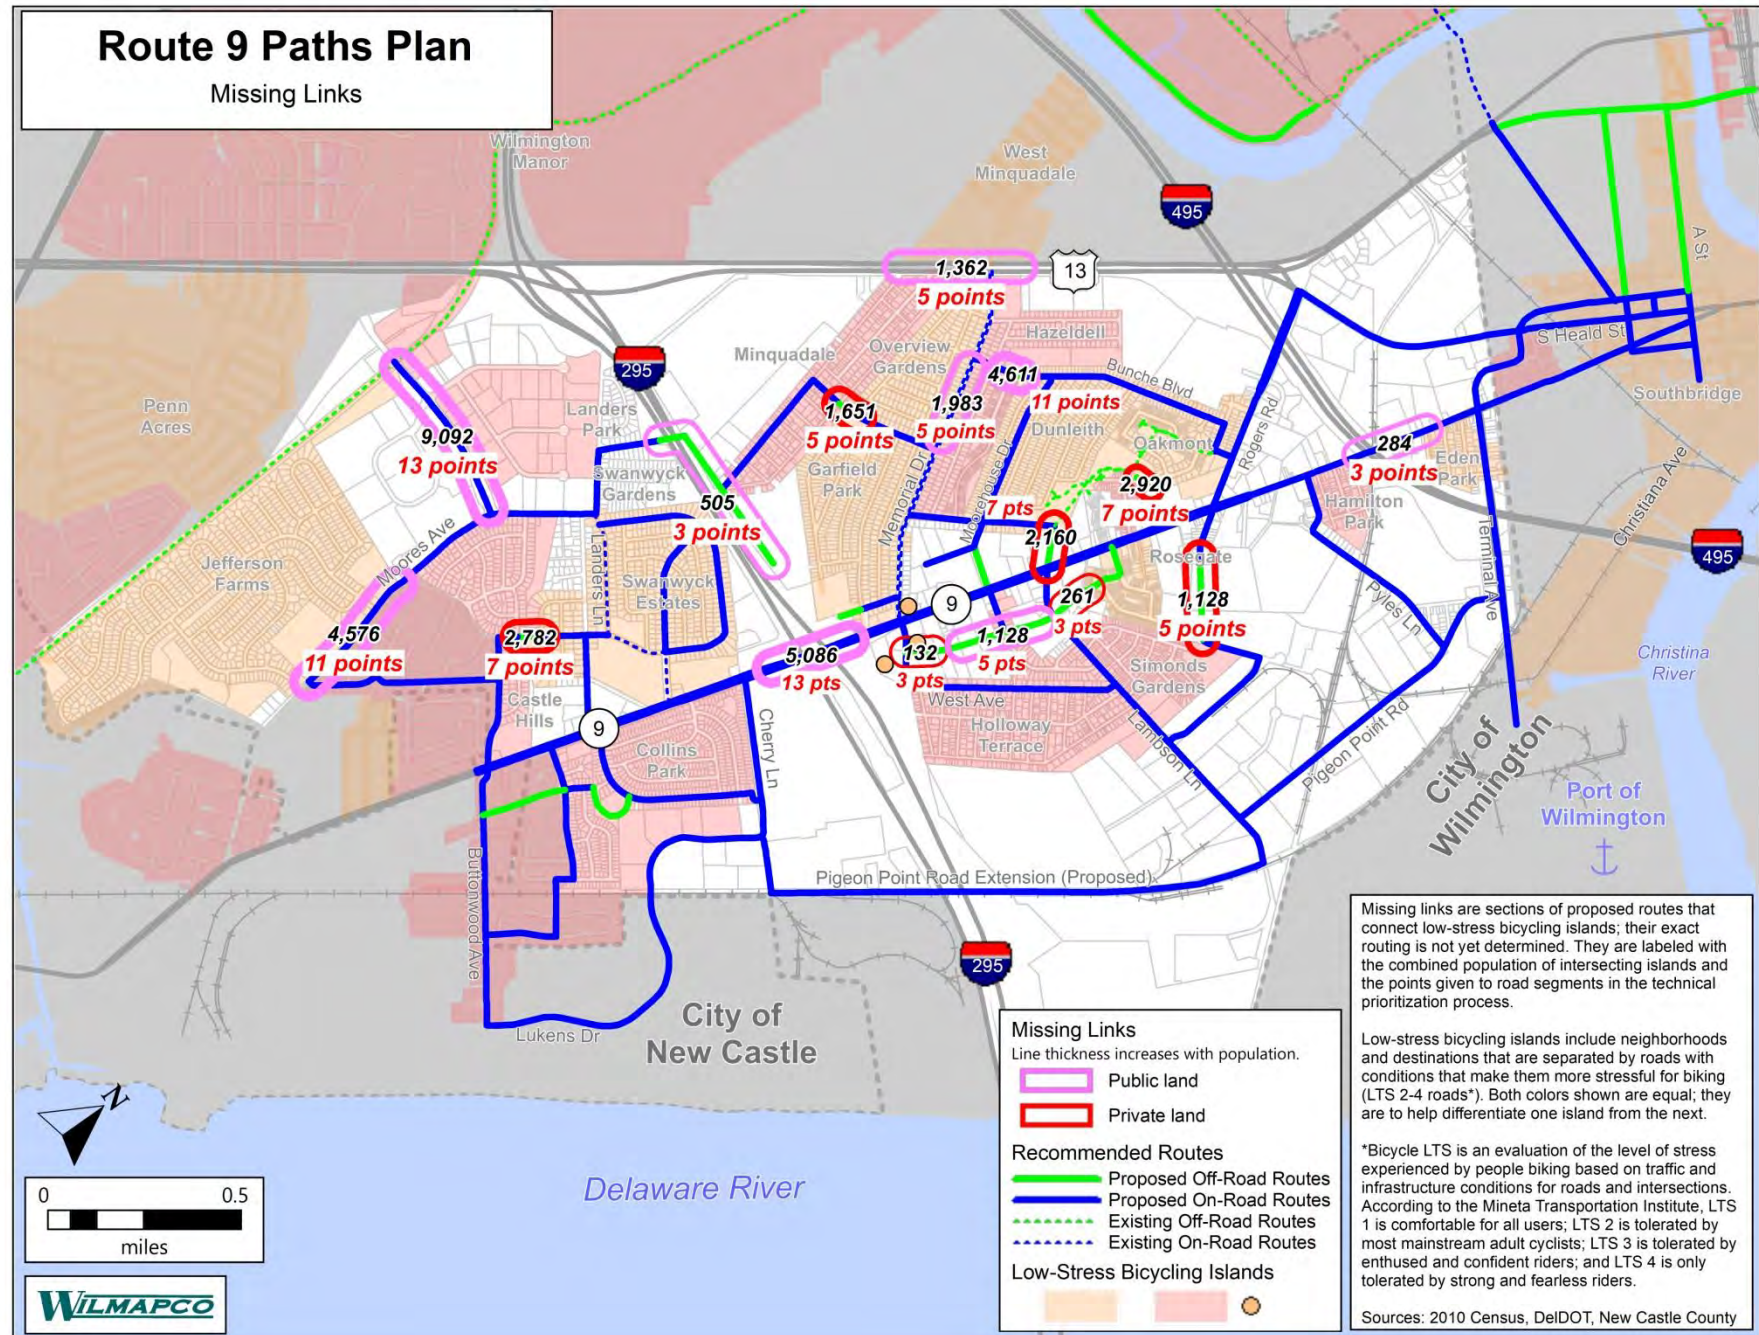 Route 9 Paths Plan
Missing Links
Wilmington
Manor
West
Minquadale
495
A St
1,362
13
5 points
Hazeldell
S Heald St
Minquadale
Overview
Gardens
295
4,611
Bunche Blvd
Southbridge
Penn
Acres
Landers
Park
1,651
1,983
11 points
9,092
5 points
5 points
Dunleith
Oakmont
Rogers Rd
284
13 points
Swanwyck
Gardens
Garfield
Park
Memorial Dr
Moorehouse Dr
3 points
Eden
Park
505
2,920
Hamilton
Park
Christiana Ave
3 points
7 pts
7 points
Moores Ave
2,160
Terminal Ave
495
Jefferson
Farms
Landers Ln
Swanwyck
Estates
Rosegate
9
261
1,128
Pyles Ln
4,576
2,782
5,086
132
1,128
3 pts
5 points
11 points
7 points
13 pts
3 pts
5 pts
Simonds
Gardens
Christina
River
Castle
Hills
West Ave
9
Cherry Ln
Holloway
Terrace
Lambson Ln
Pigeon Point Rd
Collins
Park
City of
Wilmington
Port of
Wilmington
Buttonwood Ave
Pigeon Point Road Extension (Proposed)
295
City of
New Castle
Lukens Dr
Delaware River
N
0 0.5
miles
WILMAPCO
Missing Links
Line thickness increases with population.
Public land
Private land
Recommended Routes
Proposed Off-Road Routes
Proposed On-Road Routes
Existing Off-Road Routes
Existing On-Road Routes
Low-Stress Bicycling Islands
Missing links are sections of proposed routes that
connect low-stress bicycling islands; their exact
routing is not yet determined. They are labeled with
the combined population of intersecting islands and
the points given to road segments in the technical
prioritization process.
Low-stress bicycling islands include neighborhoods
and destinations that are separated by roads with
conditions that make them more stressful for biking
(LTS 2-4 roads*). Both colors shown are equal; they
are to help differentiate one island from the next.
*Bicycle LTS is an evaluation of the level of stress
experienced by people biking based on traffic and
infrastructure conditions for roads and intersections.
According to the Mineta Transportation Institute, LTS
1 is comfortable for all users; LTS 2 is tolerated by
most mainstream adult cyclists; LTS 3 is tolerated by
enthused and confident riders; and LTS 4 is only
tolerated by strong and fearless riders.
Sources: 2010 Census, DelDOT, New Castle County